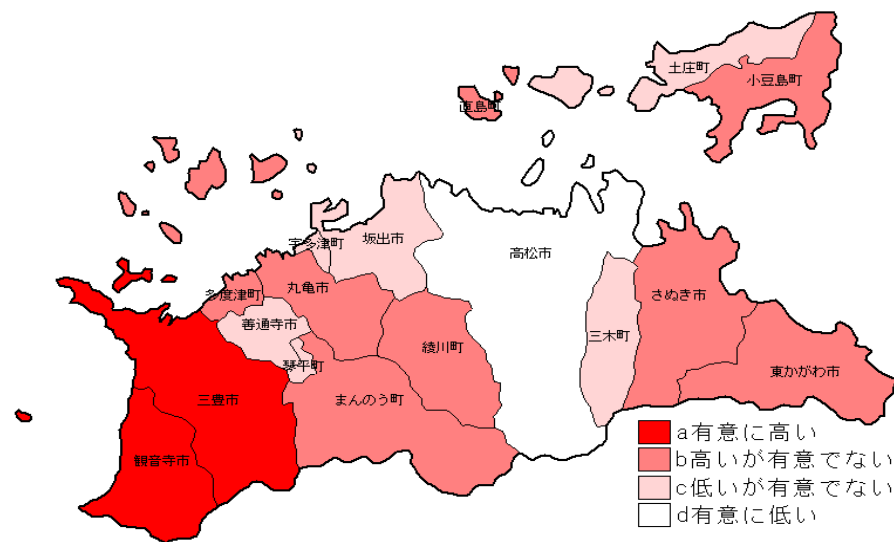 土庄町
小豆島町
直島町
坂出市
宇多津町
高松市
丸亀市
多度津町
さぬき市
善通寺市
三木町
綾川町
琴平町
東かがわ市
三豊市
まんのう町
観音寺市
a有意に高い
b高いが有意でない
c低いが有意でない
d有意に低い